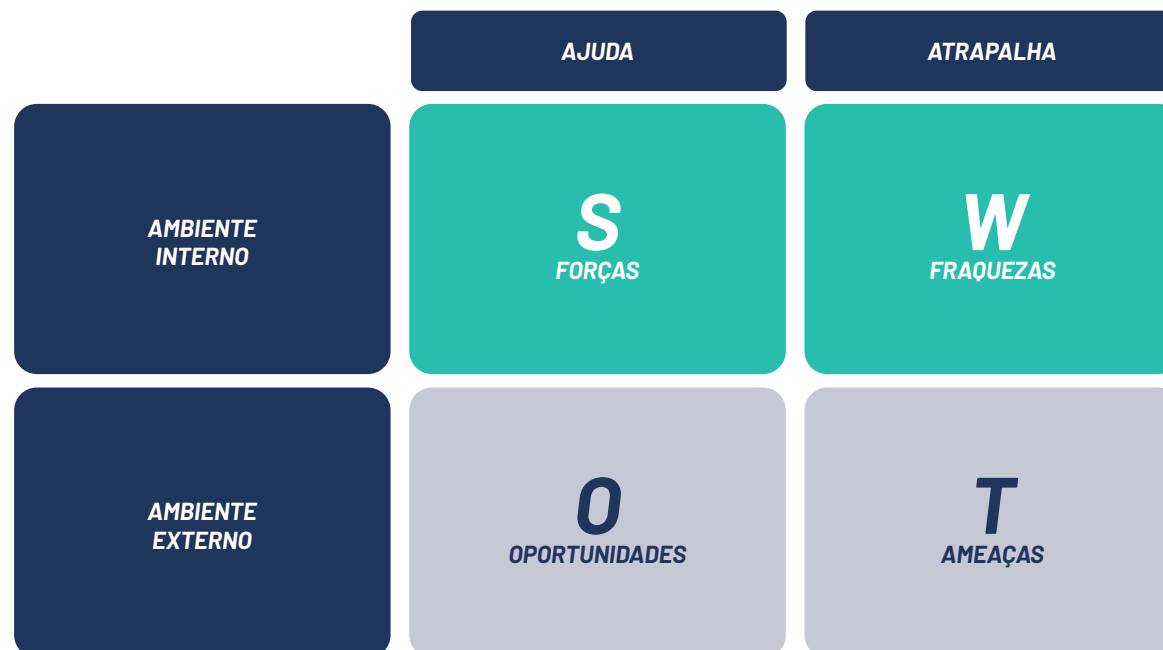 AJUDA
ATRAPALHA
AMBIENTE
INTERNO
S
FORÇAS
W
FRAQUEZAS
AMBIENTE
EXTERNO
O
OPORTUNIDADES
T
AMEAÇAS